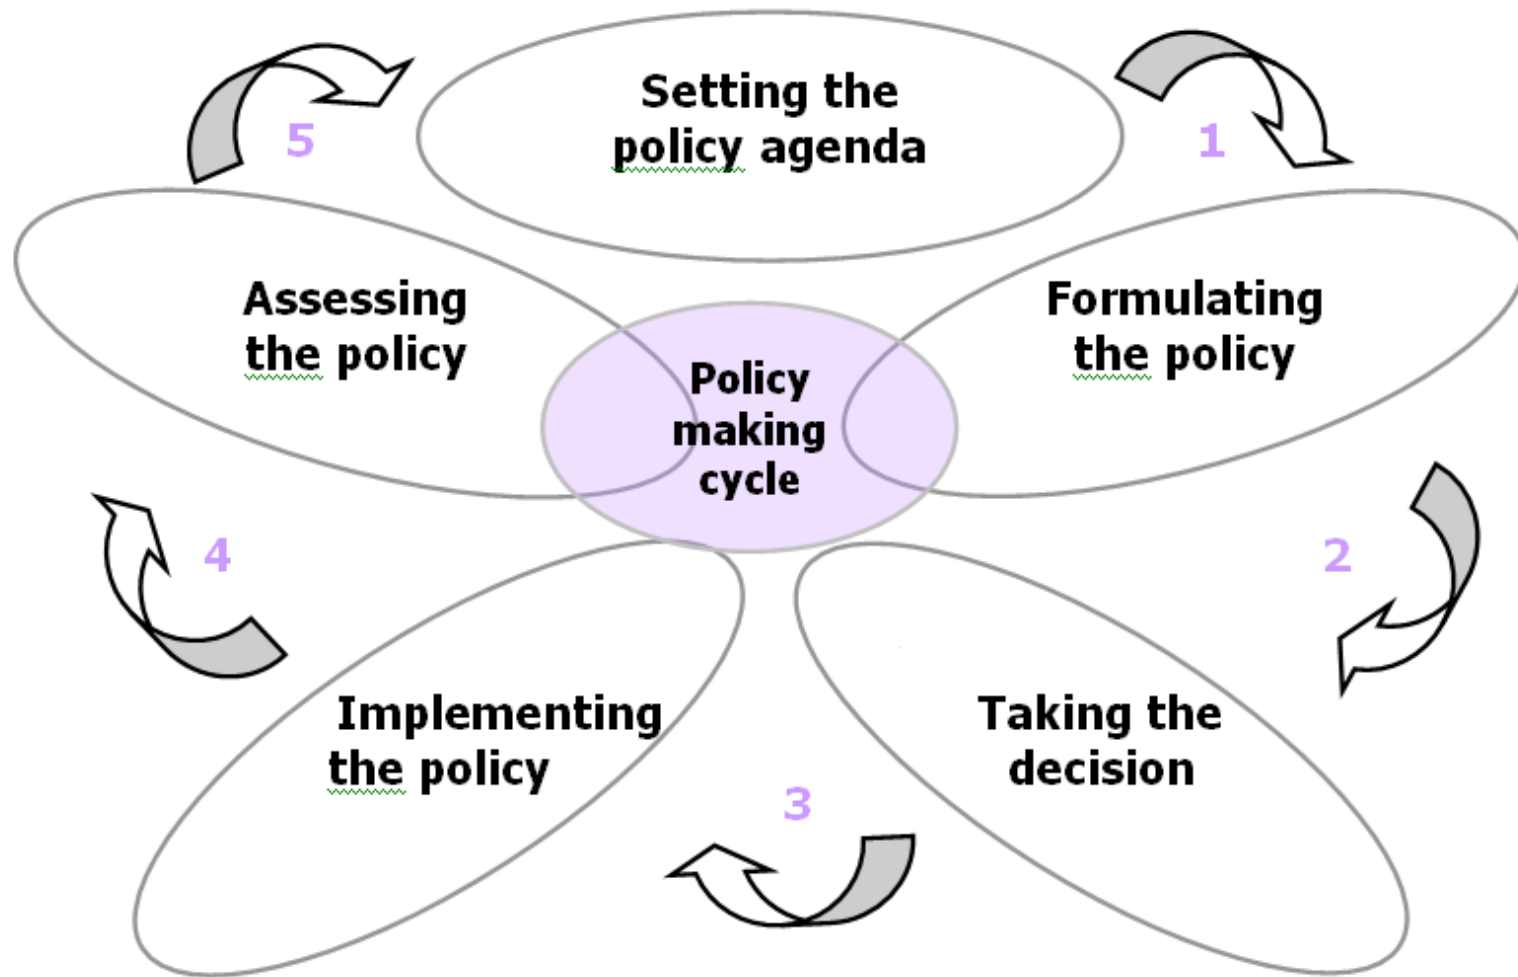 Setting the
policy agenda
5
1
Assessing
the policy
Formulating
the policy
Policy
making
cycle
4
2
Implementing
the policy
Taking the
decision
3